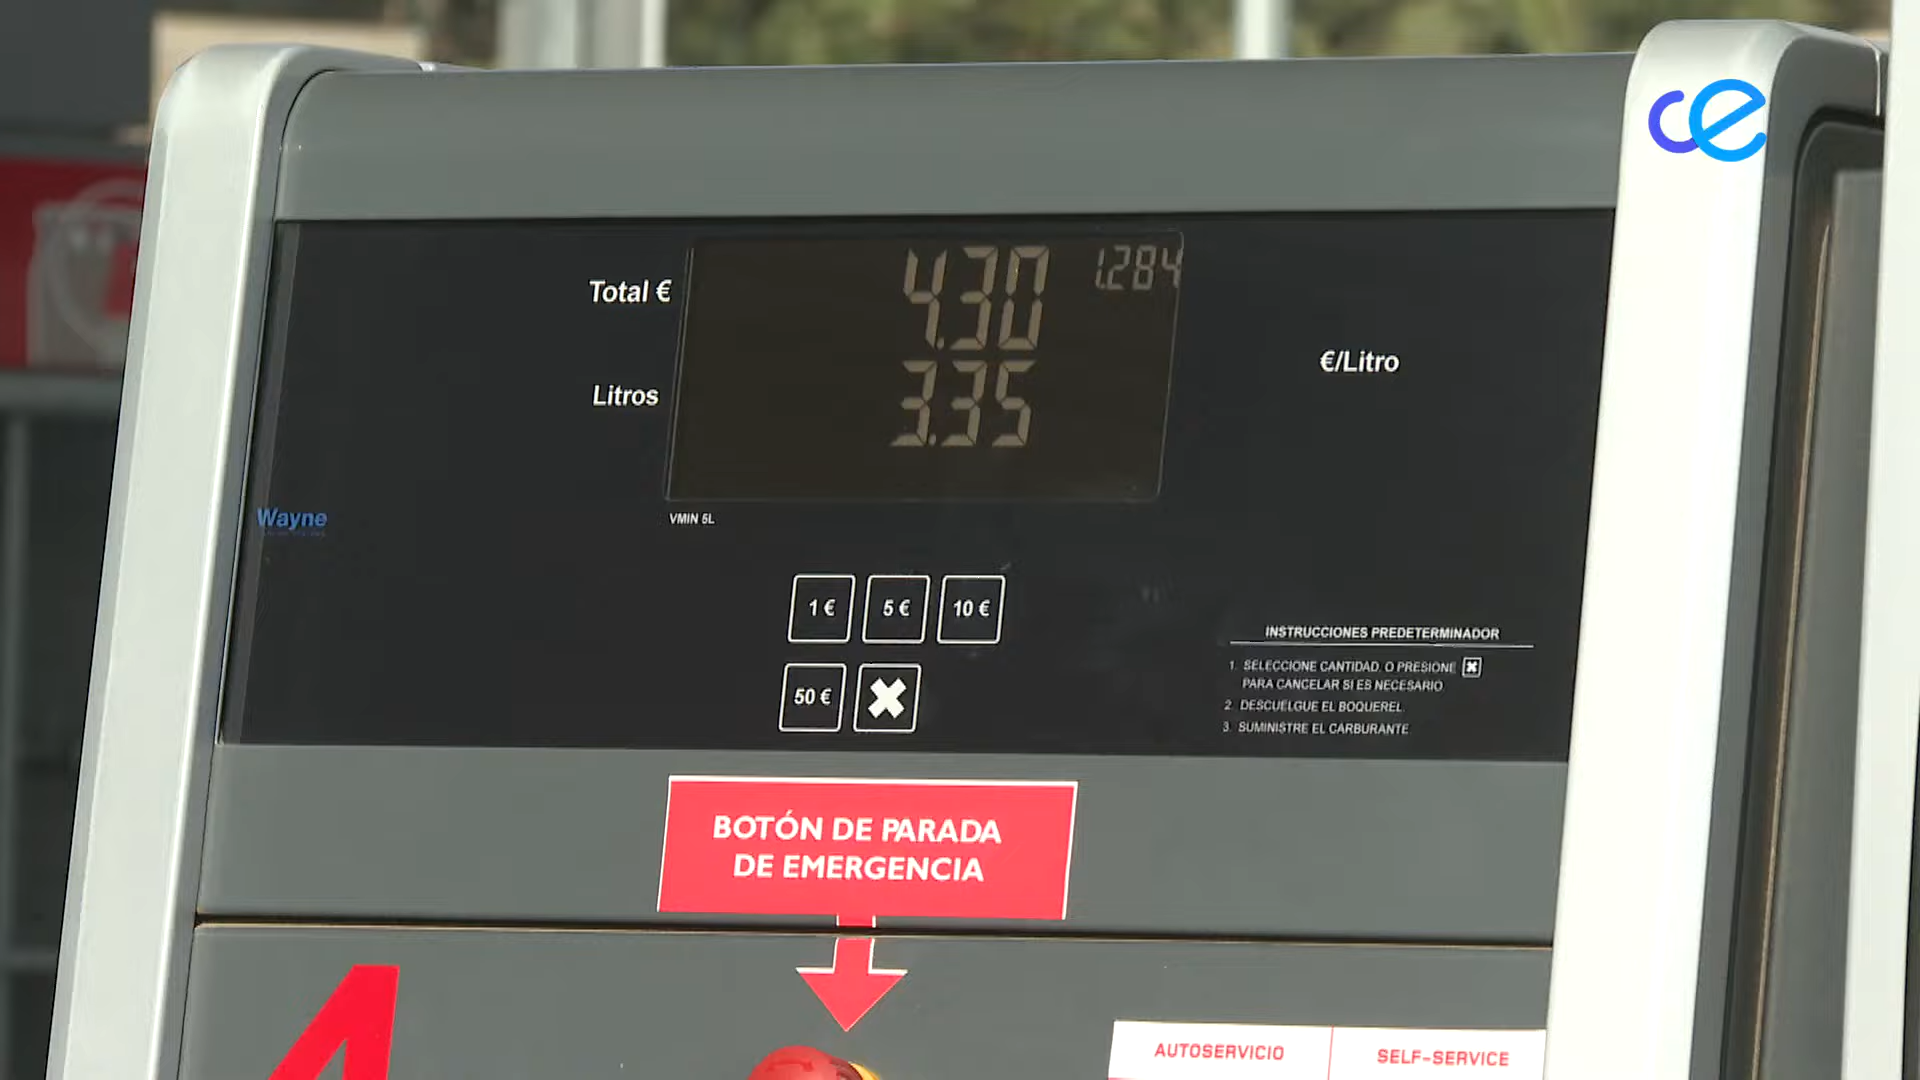 ce
Total €
4.30
1.284
Litros
3.35
€/Litro
Wayne
VMIN 5L
1 €
5 €
10 €
50 €
INSTRUCCIONES PREDETERMINADOR
1. SELECCIONE CANTIDAD. O PRESIONE
PARA CANCELAR SI ES NECESARIO
2. DESCUELGUE EL BOQUEREL.
3. SUMINISTRE EL CARBURANTE
BOTÓN DE PARADA
DE EMERGENCIA
4
AUTOSERVICIO
SELF-SERVICE